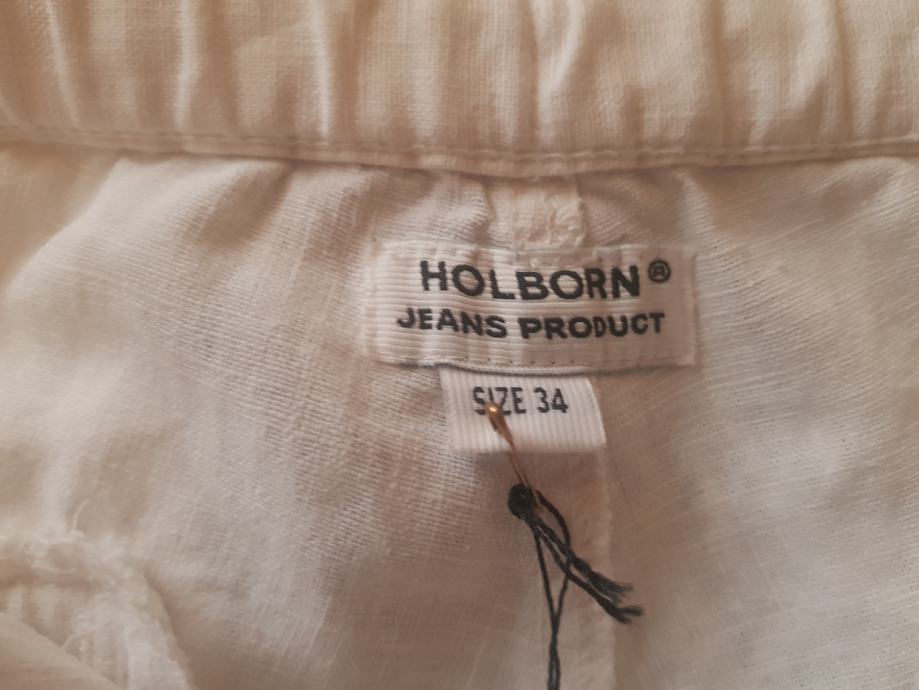 HOLBORN®
JEANS PRODUCT
SIZE 34